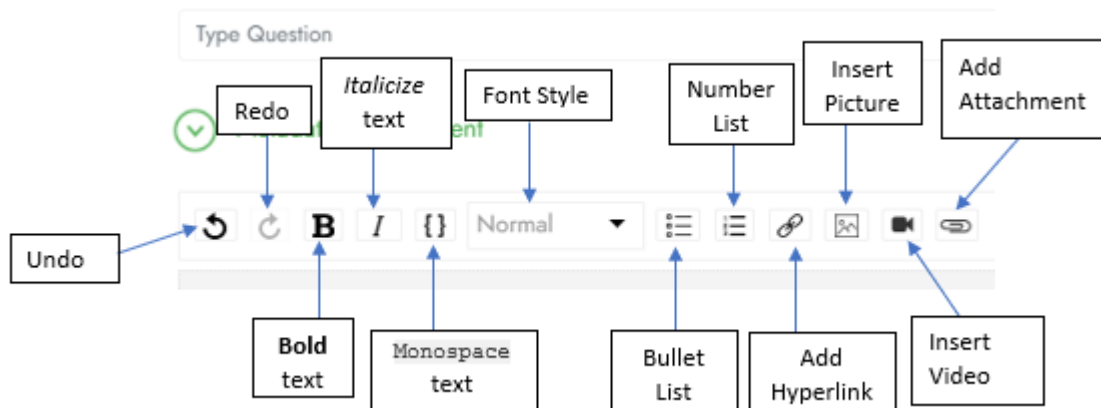 Type Question
Redo
Italicize
text
Font Style
Number
List
Insert
Picture
Add
Attachment
B
I
{}
Normal
Undo
Bold
text
Monospace
text
Bullet
List
Add
Hyperlink
Insert
Video